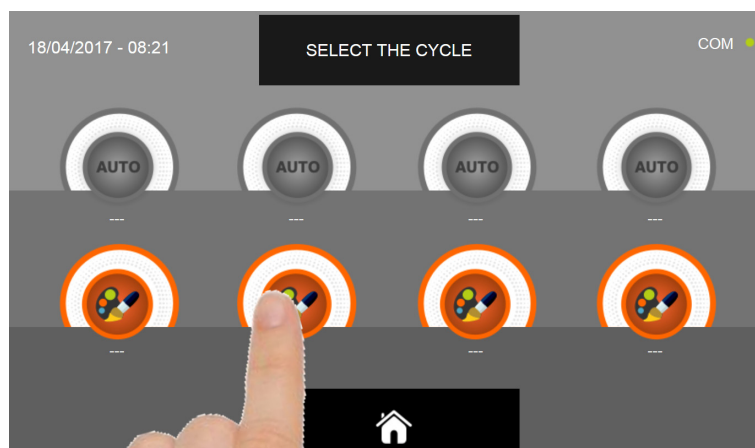 18/04/2017 - 08:21
SELECT THE CYCLE
COM
AUTO AUTO AUTO AUTO
--- --- --- ---
--- --- ---